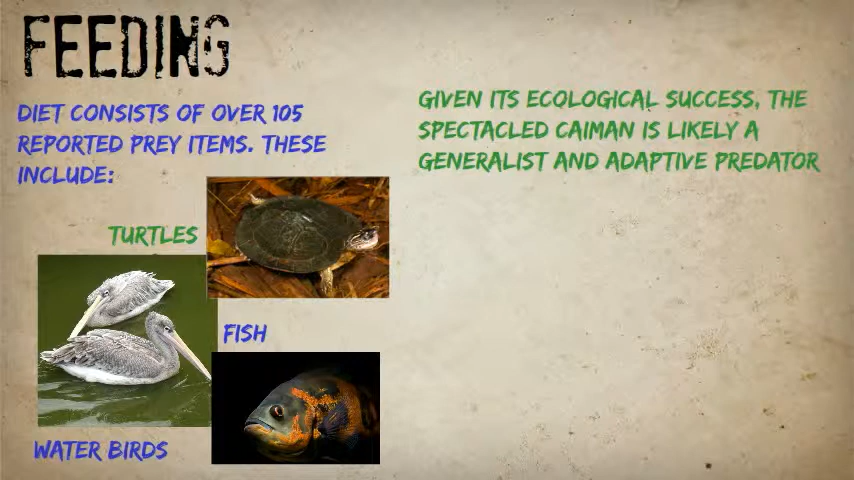 FEEDING
DIET CONSISTS OF OVER 105
REPORTED PREY ITEMS. THESE
INCLUDE:
TURTLES
FISH
WATER BIRDS
GIVEN ITS ECOLOGICAL SUCCESS, THE
SPECTACLED CAIMAN IS LIKELY A
GENERALIST AND ADAPTIVE PREDATOR